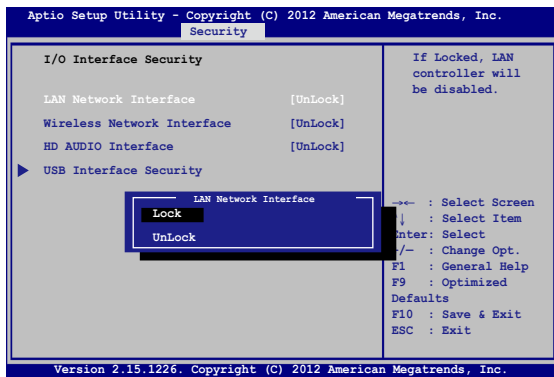 Aptio Setup Utility - Copyright (C) 2012 American Megatrends, Inc.
Security
I/O Interface Security
LAN Network Interface [UnLock]
Wireless Network Interface [UnLock]
HD AUDIO Interface [UnLock]
USB Interface Security
LAN Network Interface
Lock
UnLock
If Locked, LAN
controller will
be disabled.
→← : Select Screen
↓ : Select Item
Enter: Select
/— : Change Opt.
F1 : General Help
F9 : Optimized
Defaults
F10 : Save & Exit
ESC : Exit
Version 2.15.1226. Copyright (C) 2012 American Megatrends, Inc.